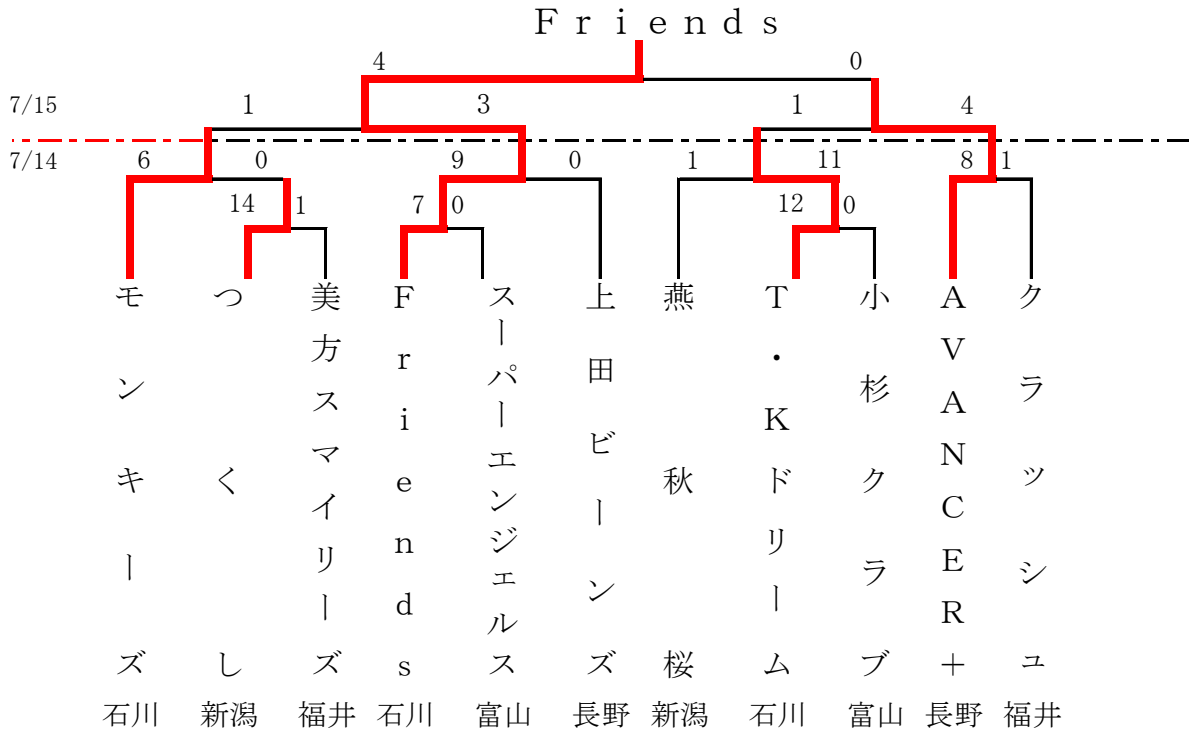 Friends
4 0
7/15 1 3 1 4
7/14 6 0 9 0 1 11 8 1
14 1 7 0 12 0
モンキーズ
つくし
美方スマイリーズ
Friends
スーパーエンジェルス
上田ビーンズ
燕秋桜
T・Kドリーム
小杉クラブ
AVANCER+
クラッシュ
石川 新潟 福井 石川 富山 長野 新潟 石川 富山 長野 福井